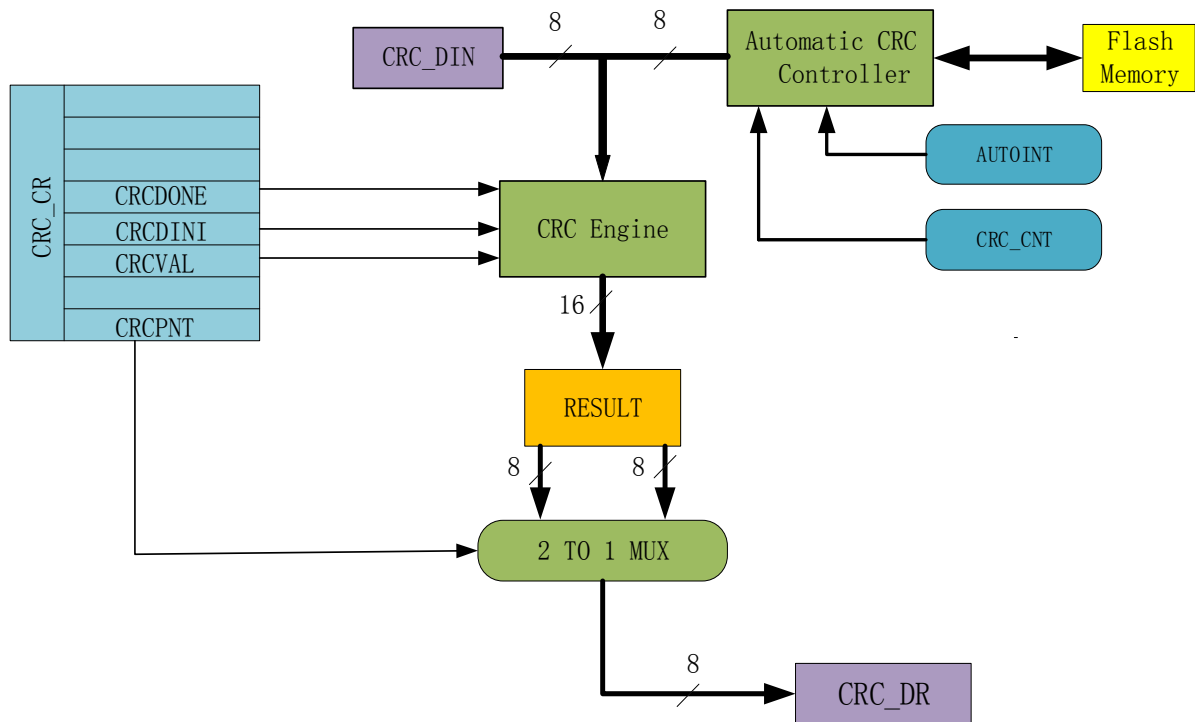 8
8
CRC_DIN
Automatic CRC
Controller
Flash
Memory
AUTOINT
CRC_CR
CRCDONE
CRCDINI
CRCVAL
CRCPNT
CRC Engine
CRC_CNT
16
RESULT
8
8
2 TO 1 MUX
8
CRC_DR